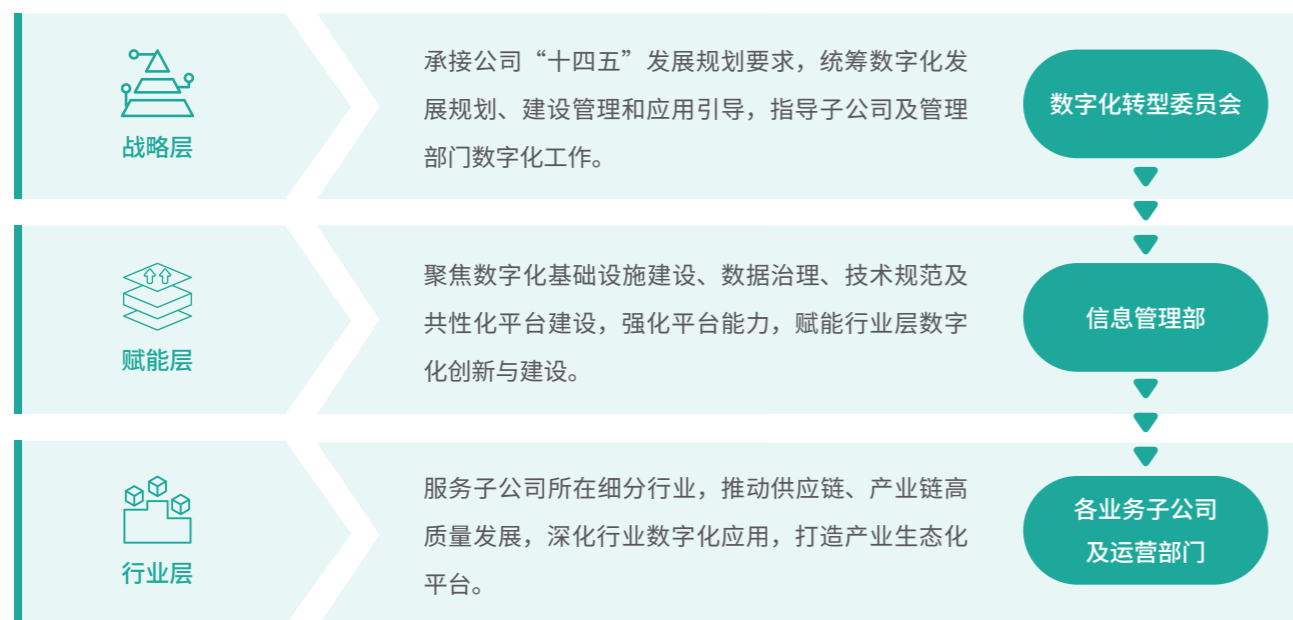 战略层
承接公司“十四五”发展规划要求，统筹数字化发
展规划、建设管理和应用引导，指导子公司及管理
部门数字化工作。
数字化转型委员会
赋能层
聚焦数字化基础设施建设、数据治理、技术规范及
共性化平台建设，强化平台能力，赋能行业层数字
化创新与建设。
信息管理部
行业层
服务子公司所在细分行业，推动供应链、产业链高
质量发展，深化行业数字化应用，打造产业生态化
平台。
各业务子公司
及运营部门